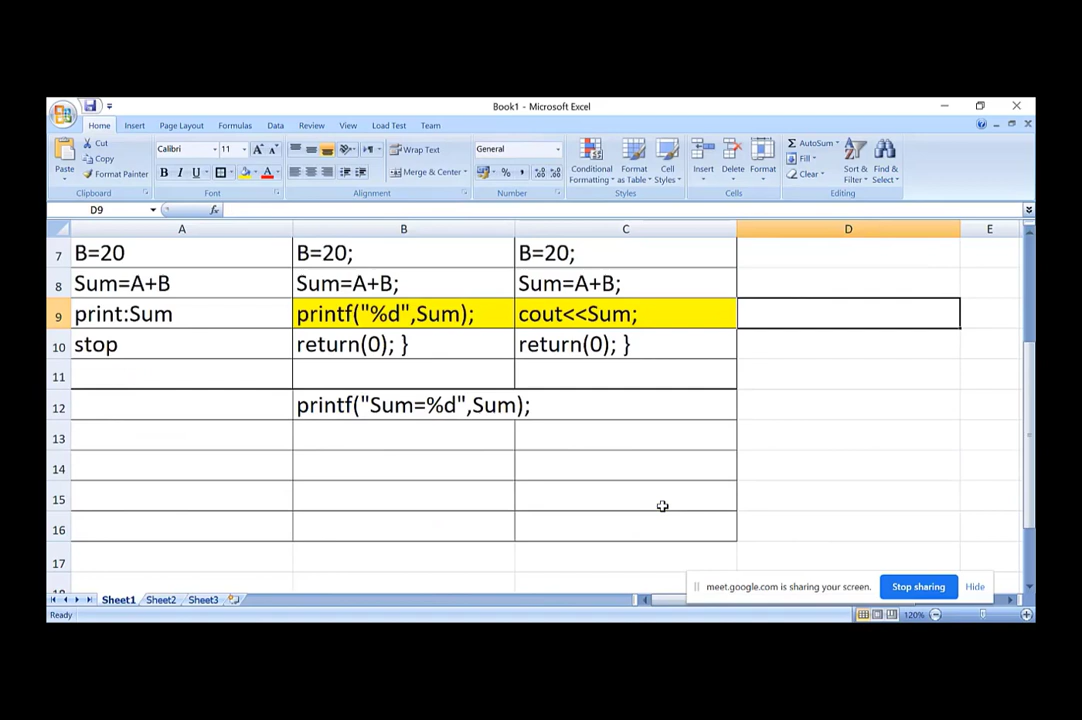 Book1 - Microsoft Excel
Home Insert Page Layout Formulas Data Review View Load Test Team
Paste Cut Copy Format Painter Clipboard
Calibri 11 A A B I U A Font
Wrap Text Merge & Center Alignment
General % , Number
Conditional Formatting Format as Table Cell Styles Styles
Insert Delete Format Cells
Σ AutoSum Fill Clear Sort & Filter Find & Select Editing
D9 fx
A B C D E
7 B=20 B=20; B=20;
8 Sum=A+B Sum=A+B; Sum=A+B;
9 print:Sum printf("%d",Sum); cout<<Sum;
10 stop return(0); } return(0); }
11
12 printf("Sum=%d",Sum);
13
14
15
16
17
meet.google.com is sharing your screen. Stop sharing Hide
Sheet1 Sheet2 Sheet3
Ready 120%